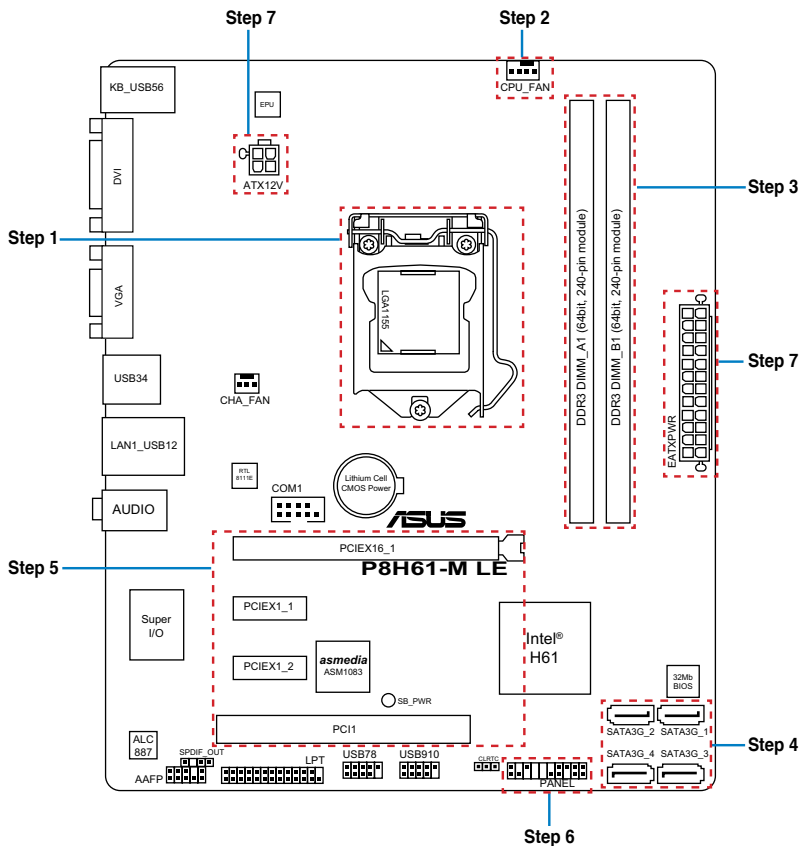 Step 7
Step 2
KB_USB56
EPU
CPU_FAN
DVI
ATX12V
Step 3
Step 1
DDR3 DIMM_A1 (64bit, 240-pin module)
DDR3 DIMM_B1 (64bit, 240-pin module)
LGA1155
VGA
USB34
CHA_FAN
Step 7
EATXPWR
LAN1_USB12
RTL
8111E
COM1
Lithium Cell
CMOS Power
AUDIO
ASUS
PCIEX16_1
P8H61-M LE
Step 5
PCIEX1_1
Super
I/O
Intel®
H61
PCIEX1_2
asmedia
ASM1083
32Mb
BIOS
SB_PWR
PCI1
SATA3G_2
SATA3G_1
Step 4
SATA3G_4
SATA3G_3
ALC
887
SPDIF_OUT
LPT
USB78
USB910
CLRTC
AAFP
PANEL
Step 6